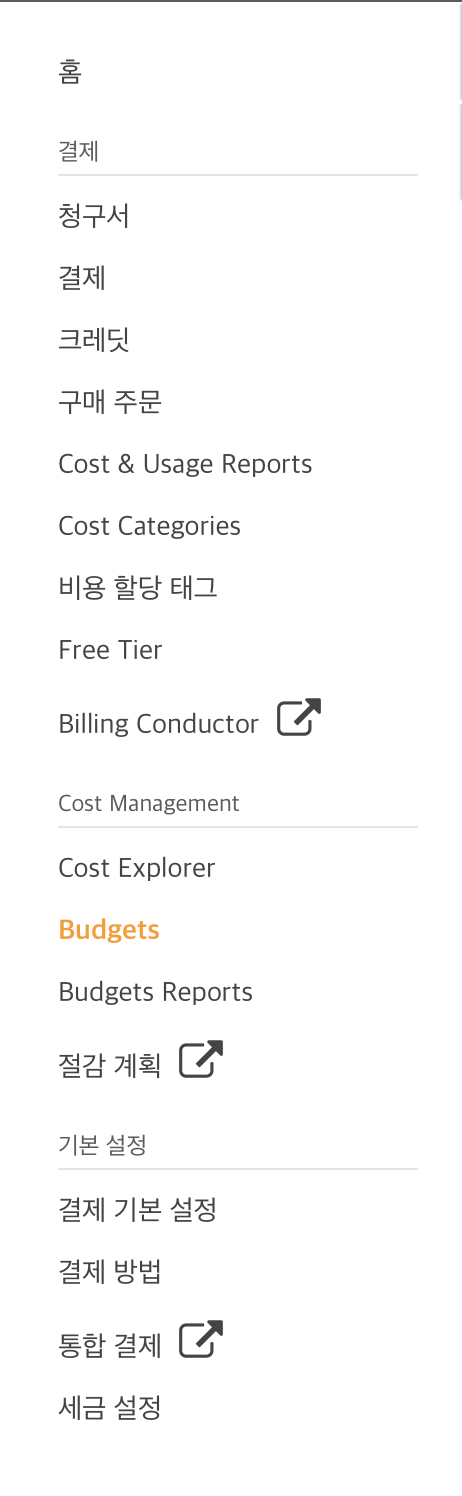 홈
결제
청구서
결제
크레딧
구매 주문
Cost & Usage Reports
Cost Categories
비용 할당 태그
Free Tier
Billing Conductor
Cost Management
Cost Explorer
Budgets
Budgets Reports
절감 계획
기본 설정
결제 기본 설정
결제 방법
통합 결제
세금 설정